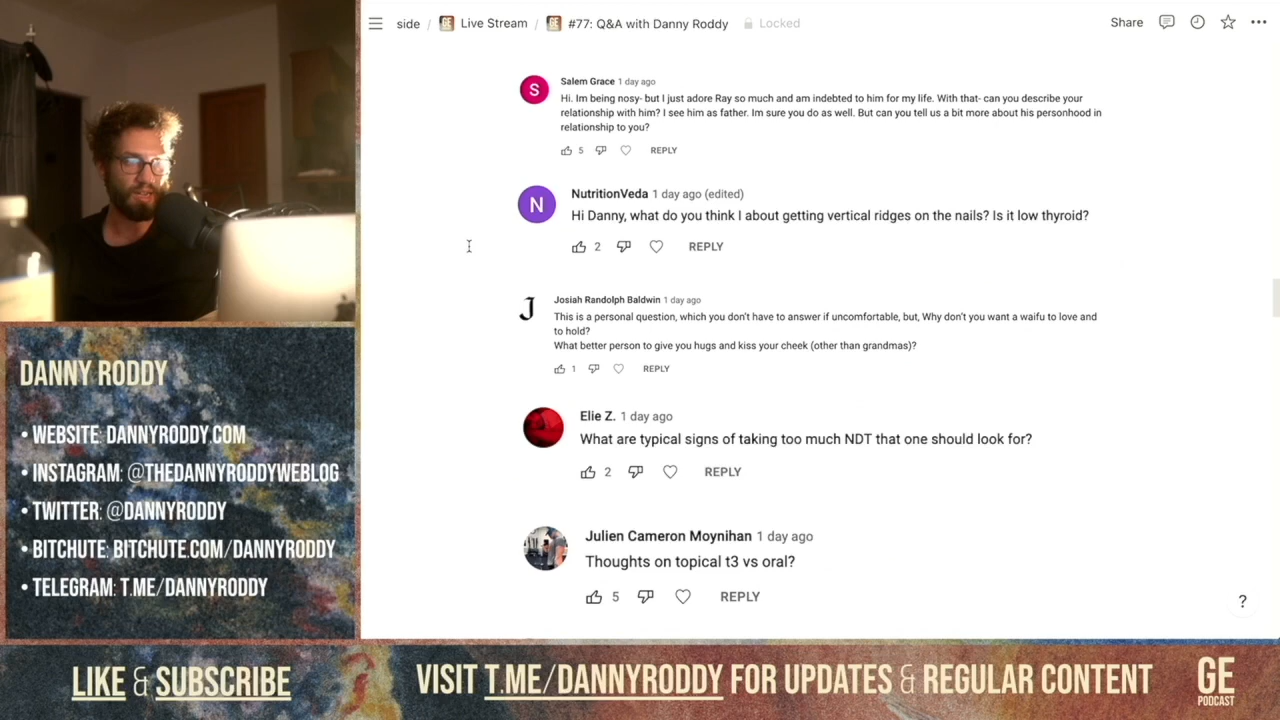 side / Live Stream / #77: Q&A with Danny Roddy Locked
Share
S
Salem Grace 1 day ago
Hi. Im being nosy- but I just adore Ray so much and am indebted to him for my life. With that- can you describe your
relationship with him? I see him as father. Im sure you do as well. But can you tell us a bit more about his personhood in
relationship to you?
5 REPLY
N
NutritionVeda 1 day ago (edited)
Hi Danny, what do you think I about getting vertical ridges on the nails? Is it low thyroid?
2 REPLY
J
Josiah Randolph Baldwin 1 day ago
This is a personal question, which you don't have to answer if uncomfortable, but, Why don't you want a waifu to love and
to hold?
What better person to give you hugs and kiss your cheek (other than grandmas)?
1 REPLY
Elie Z. 1 day ago
What are typical signs of taking too much NDT that one should look for?
2 REPLY
Julien Cameron Moynihan 1 day ago
Thoughts on topical t3 vs oral?
5 REPLY
?
DANNY RODDY
• WEBSITE: DANNYRODDY.COM
• INSTAGRAM: @THEDANNYRODDYWEBLOG
• TWITTER: @DANNYRODDY
• BITCHUTE: BITCHUTE.COM/DANNYRODDY
• TELEGRAM: T.ME/DANNYRODDY
LIKE & SUBSCRIBE
VISIT T.ME/DANNYRODDY FOR UPDATES & REGULAR CONTENT
GE
PODCAST